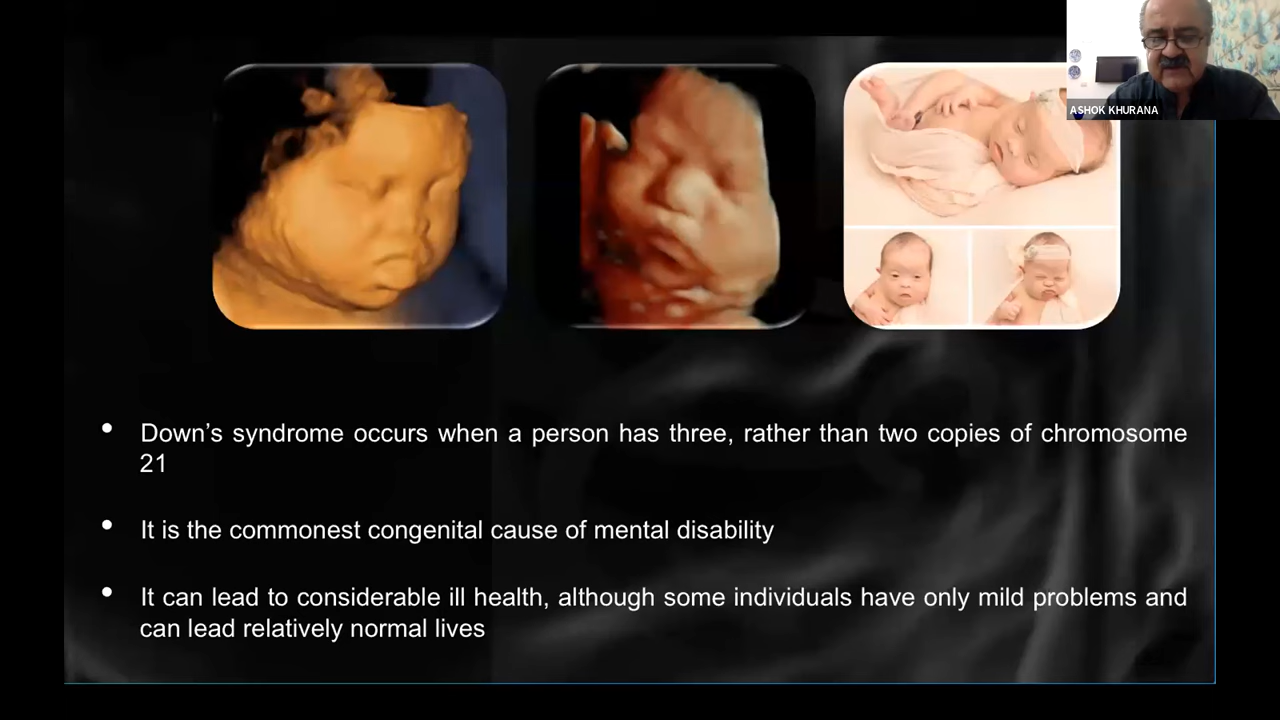 ASHOK KHURANA
• Down’s syndrome occurs when a person has three, rather than two copies of chromosome
21
• It is the commonest congenital cause of mental disability
• It can lead to considerable ill health, although some individuals have only mild problems and
can lead relatively normal lives